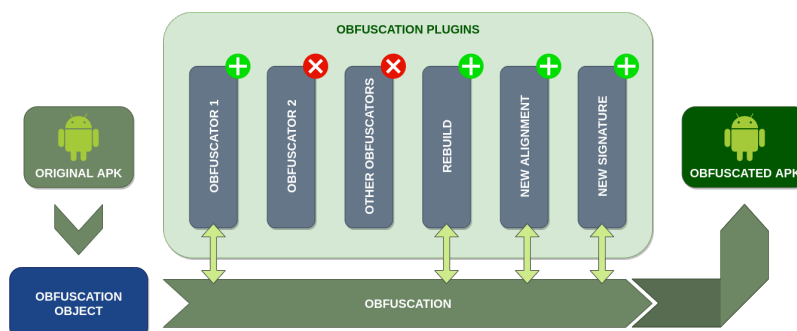 OBFUSCATION PLUGINS
OBFUSCATOR 1
OBFUSCATOR 2
OTHER OBFUSCATORS
REBUILD
NEW ALIGNMENT
NEW SIGNATURE
ORIGINAL APK
OBFUSCATED APK
OBFUSCATION
OBJECT
OBFUSCATION